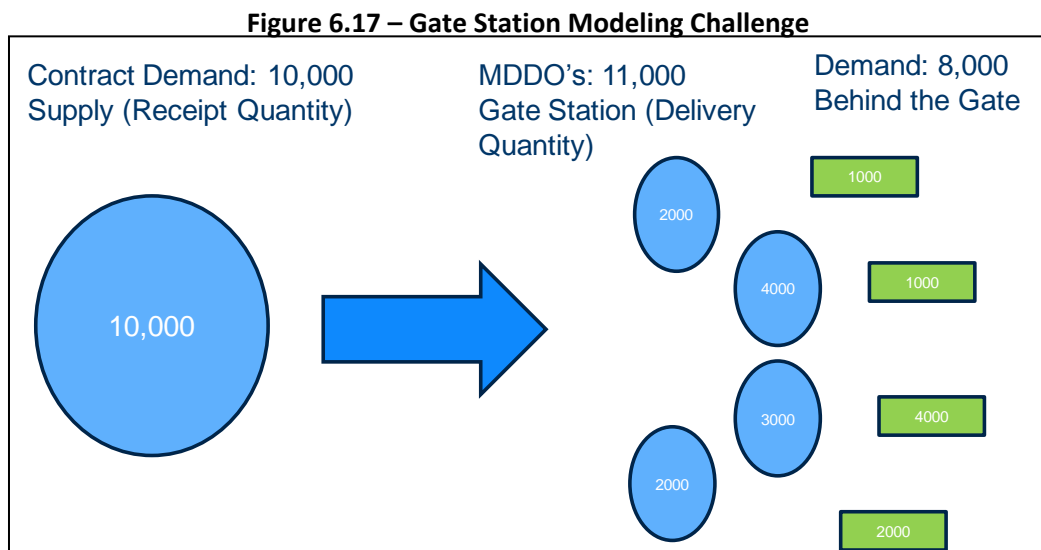 Figure 6.17 – Gate Station Modeling Challenge
Contract Demand: 10,000
Supply (Receipt Quantity)
MDDO's: 11,000
Gate Station (Delivery
Quantity)
Demand: 8,000
Behind the Gate
10,000
2000
4000
3000
2000
1000
1000
4000
2000